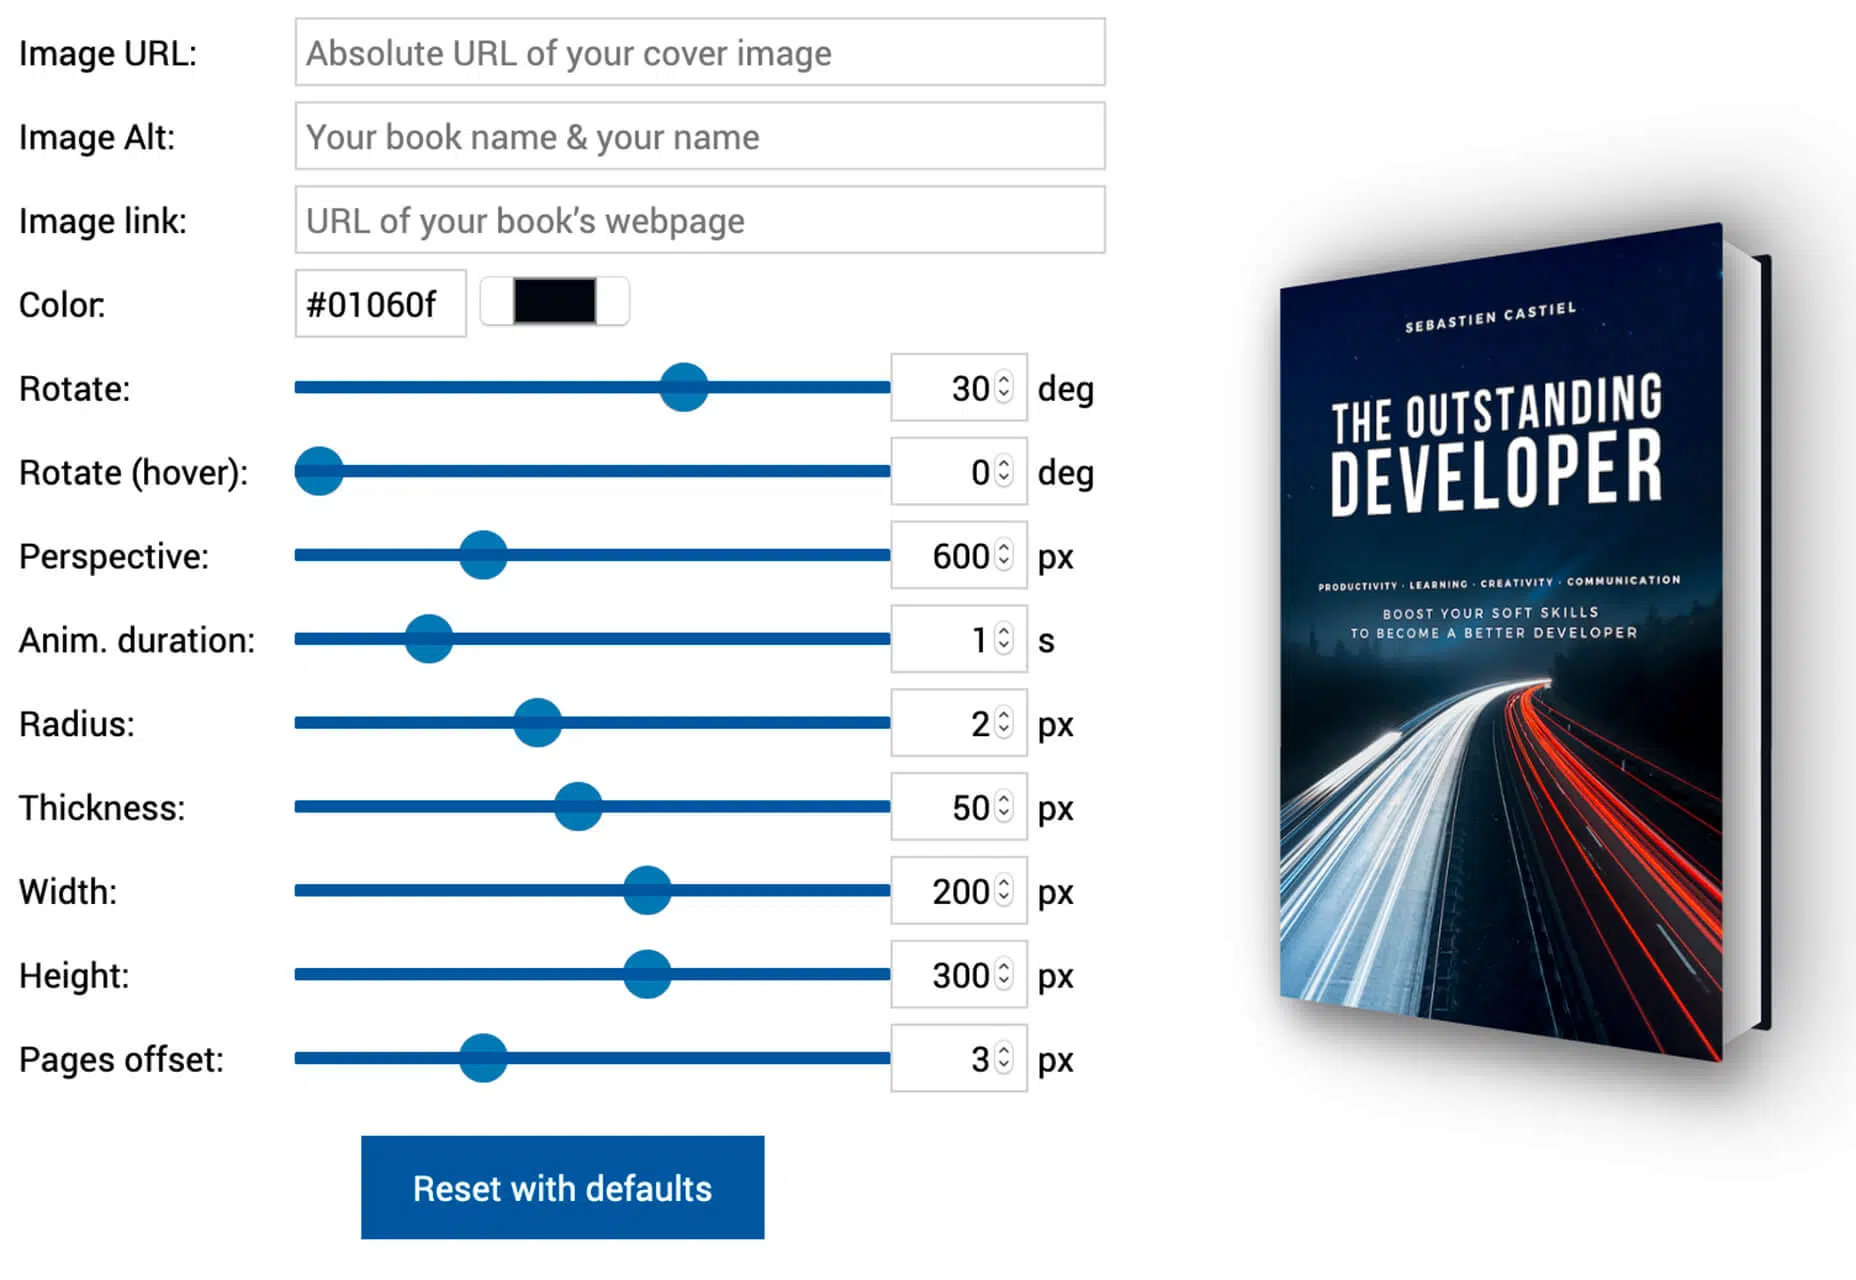 Image URL: Absolute URL of your cover image
Image Alt: Your book name & your name
Image link: URL of your book's webpage
Color: #01060f
Rotate: 30 deg
Rotate (hover): 0 deg
Perspective: 600 px
Anim. duration: 1 s
Radius: 2 px
Thickness: 50 px
Width: 200 px
Height: 300 px
Pages offset: 3 px
Reset with defaults
SEBASTIEN CASTIEL
THE OUTSTANDING
DEVELOPER
PRODUCTIVITY · LEARNING · CREATIVITY · COMMUNICATION
BOOST YOUR SOFT SKILLS
TO BECOME A BETTER DEVELOPER